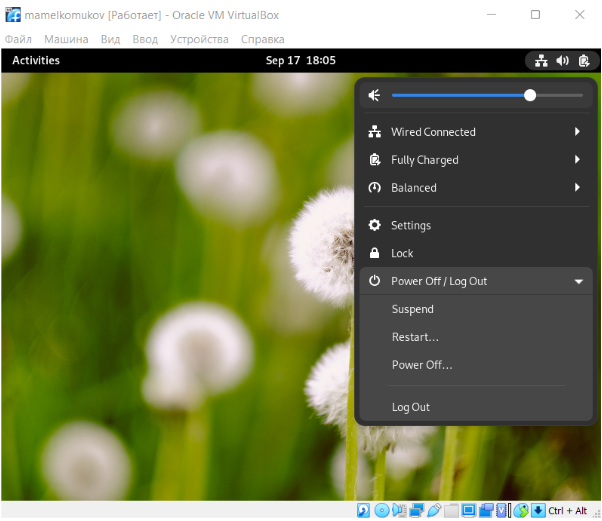 mamelkomukov [Работает] - Oracle VM VirtualBox
Файл Машина Вид Ввод Устройства Справка
Activities Sep 17 18:05
Wired Connected
Fully Charged
Balanced
Settings
Lock
Power Off / Log Out
Suspend
Restart...
Power Off...
Log Out
Ctrl + Alt